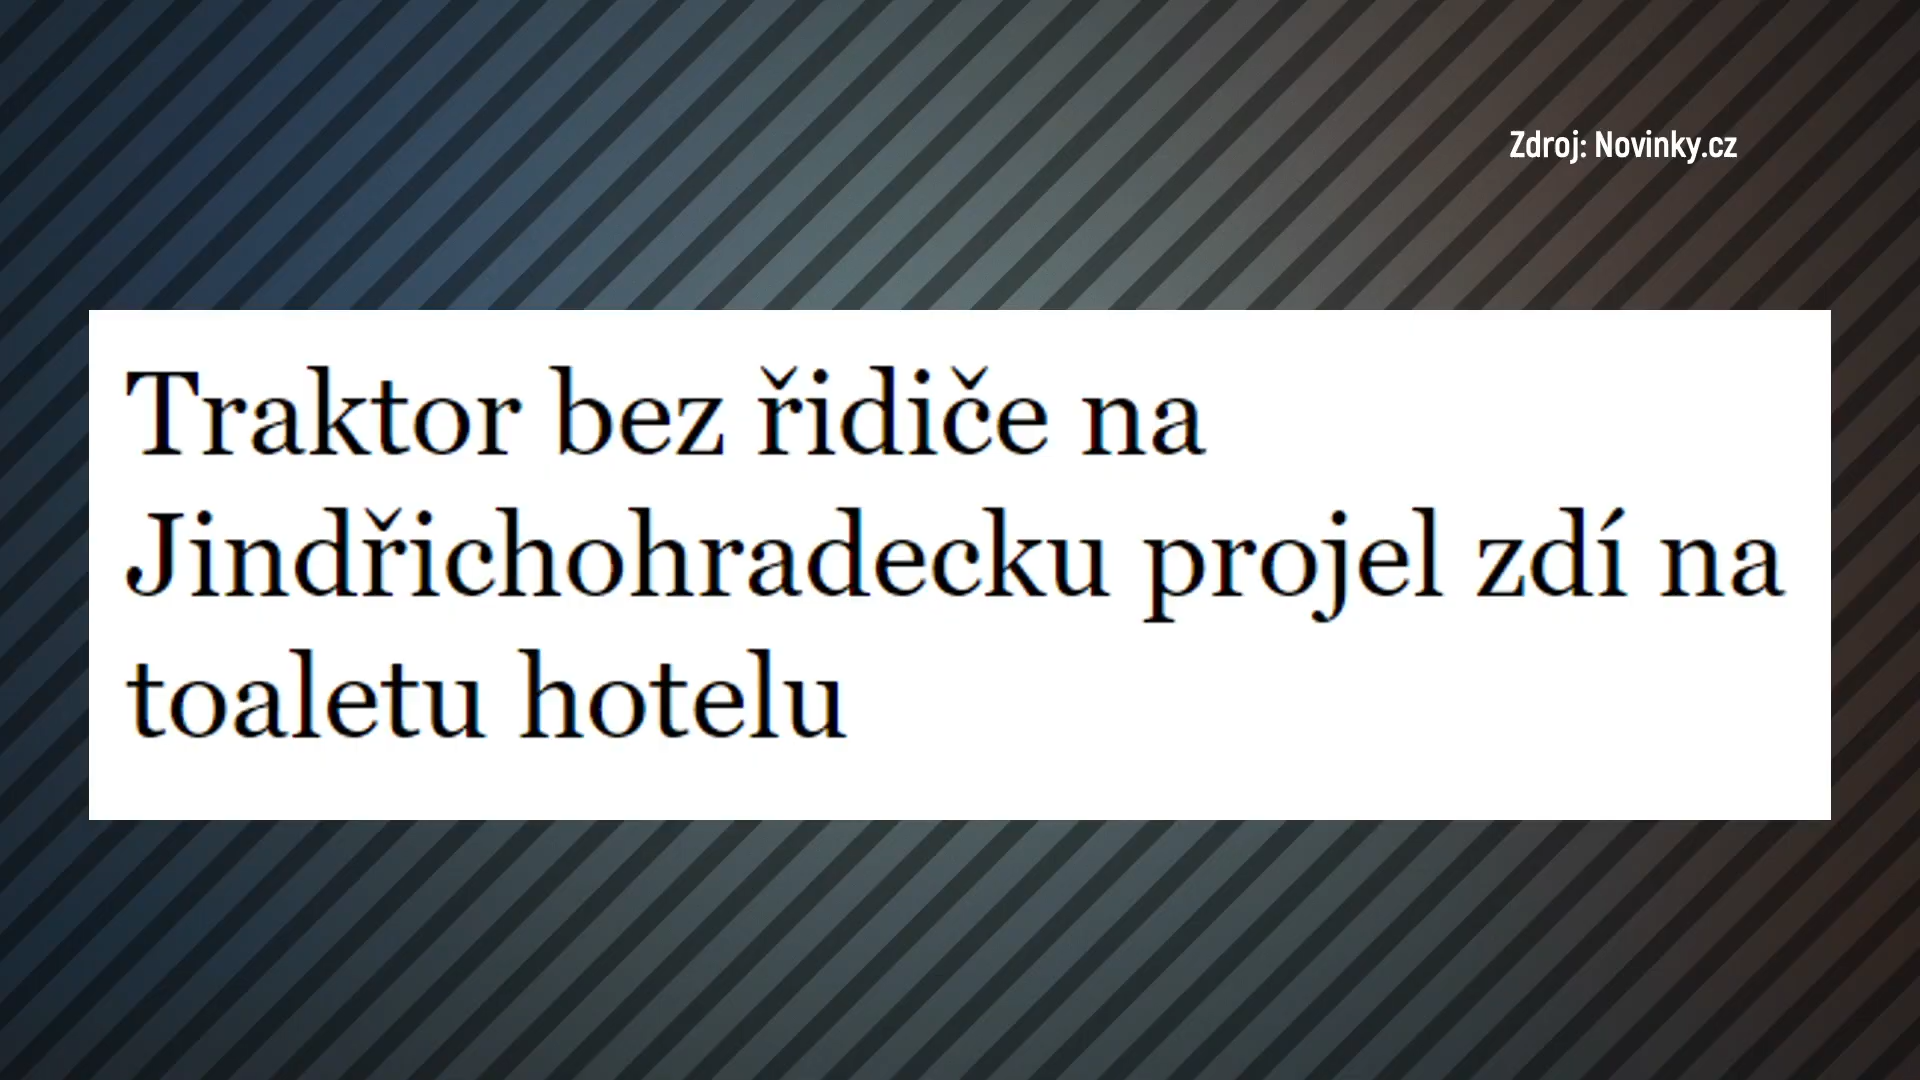 Zdroj: Novinky.cz
Traktor bez řidiče na
Jindřichohradecku projel zdí na
toaletu hotelu